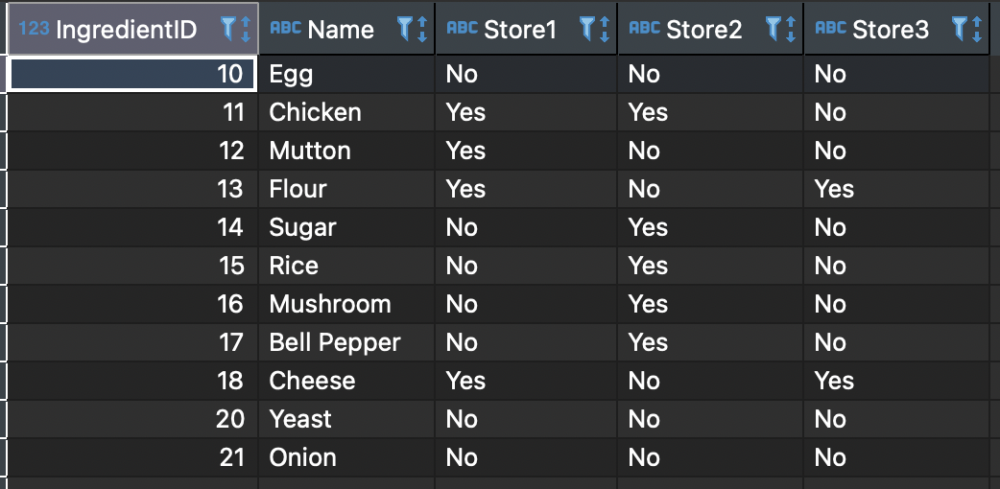 123 IngredientID ABC Name ABC Store1 ABC Store2 ABC Store3
10 Egg No No No
11 Chicken Yes Yes No
12 Mutton Yes No No
13 Flour Yes No Yes
14 Sugar No Yes No
15 Rice No Yes No
16 Mushroom No Yes No
17 Bell Pepper No Yes No
18 Cheese Yes No Yes
20 Yeast No No No
21 Onion No No No